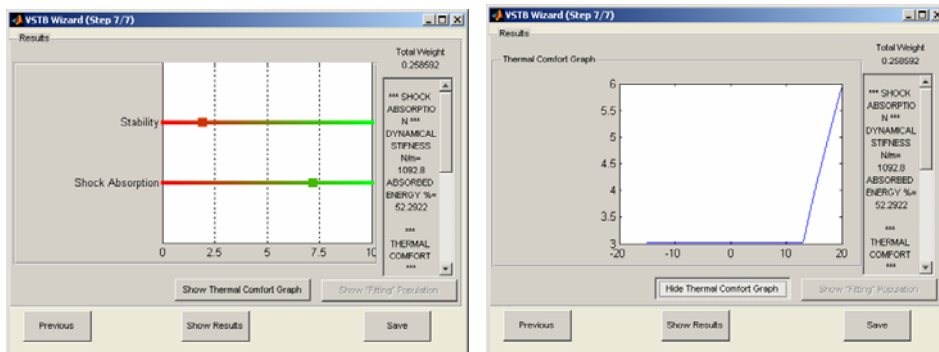 VSTB Wizard (Step 7/7)
Results
Total Weight
0.258592
Stability
Shock Absorption
0 2.5 5 7.5 10
*** SHOCK
ABSORPTIO
N ***
DYNAMICAL
STIFNESS
N/m=
1092.8
ABSORBED
ENERGY %=
52.2922
***
THERMAL
COMFORT
***
Show Thermal Comfort Graph
Show "Fitting" Population
Previous
Show Results
Save
VSTB Wizard (Step 7/7)
Results
Total Weight
0.258592
Thermal Comfort Graph
6
5.5
5
4.5
4
3.5
3
-20 -10 0 10 20
*** SHOCK
ABSORPTIO
N ***
DYNAMICAL
STIFNESS
N/m=
1092.8
ABSORBED
ENERGY %=
52.2922
***
THERMAL
COMFORT
***
Hide Thermal Comfort Graph
Show "Fitting" Population
Previous
Show Results
Save